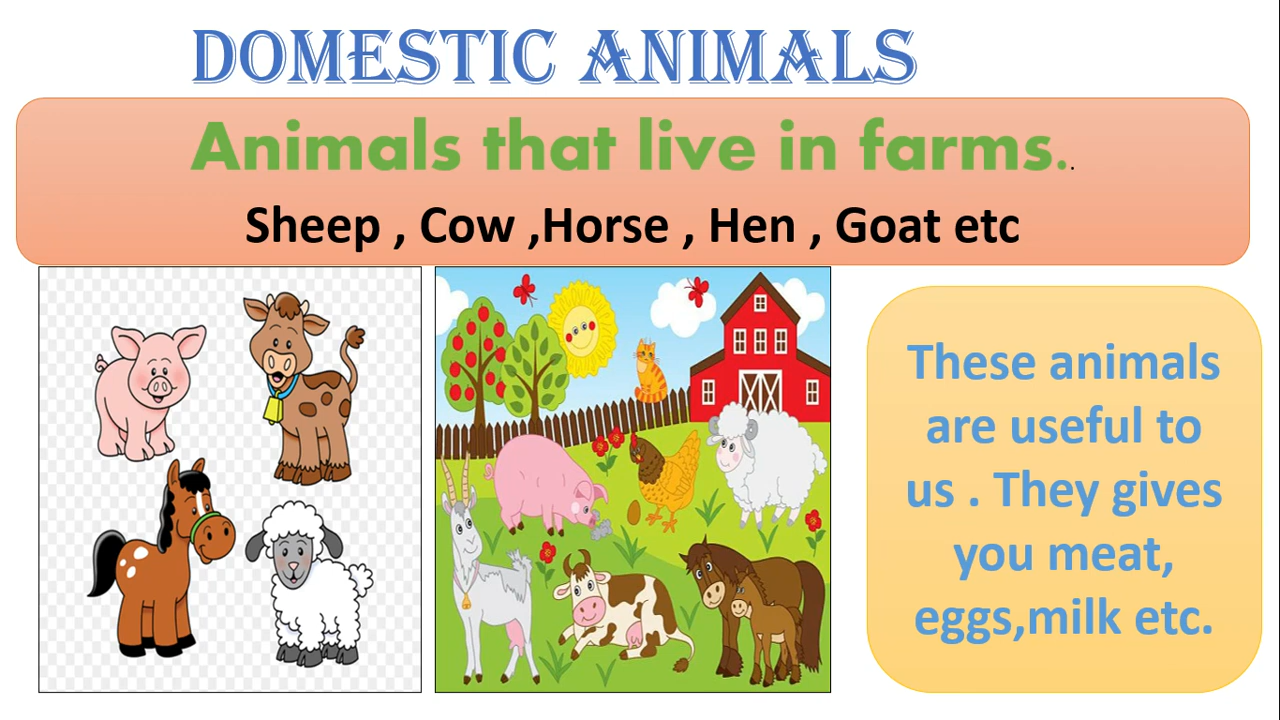 DOMESTIC ANIMALS
Animals that live in farms..
Sheep , Cow ,Horse , Hen , Goat etc
These animals
are useful to
us . They gives
you meat,
eggs,milk etc.